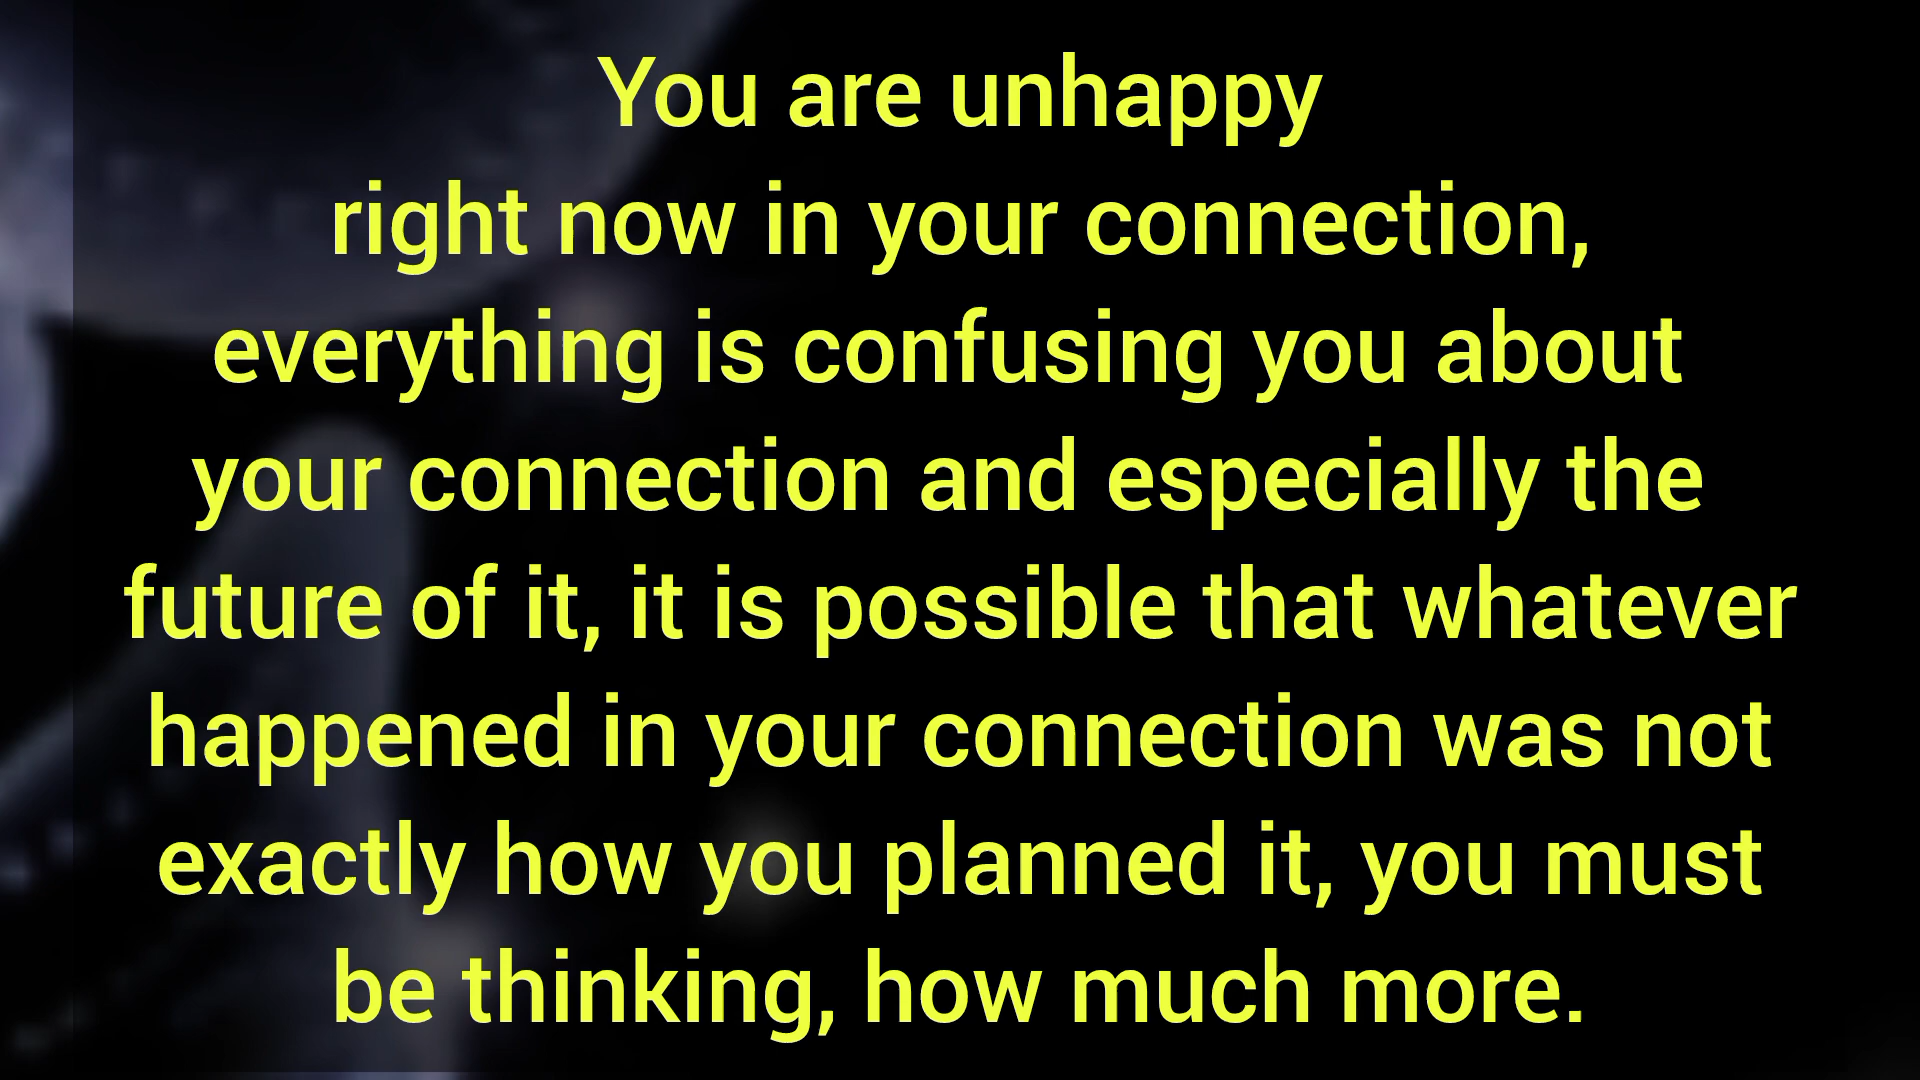 You are unhappy
right now in your connection,
everything is confusing you about
your connection and especially the
future of it, it is possible that whatever
happened in your connection was not
exactly how you planned it, you must
be thinking, how much more.